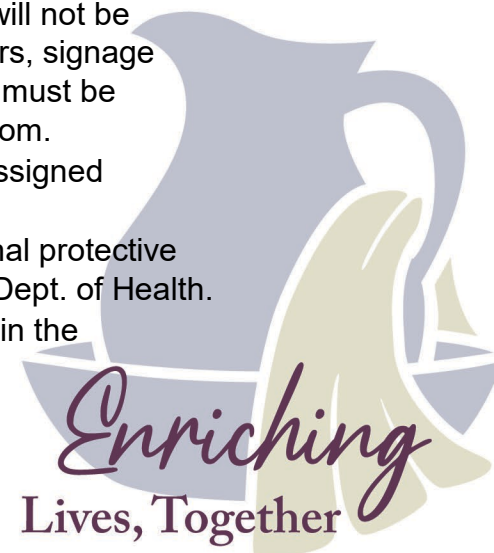 will not be
rs, signage
must be
om.
ssigned
nal protective
Dept. of Health.
in the
Enriching
Lives, Together